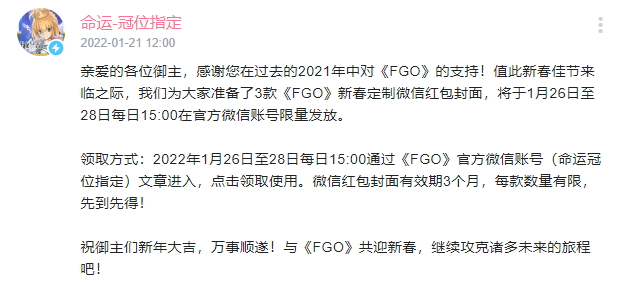 命运-冠位指定
2022-01-21 12:00
亲爱的各位御主，感谢您在过去的2021年中对《FGO》的支持！值此新春佳节来
临之际，我们为大家准备了3款《FGO》新春定制微信红包封面，将于1月26日至
28日每日15:00在官方微信账号限量发放。
领取方式：2022年1月26日至28日每日15:00通过《FGO》官方微信账号（命运冠
位指定）文章进入，点击领取使用。微信红包封面有效期3个月，每款数量有限，
先到先得！
祝御主们新年大吉，万事顺遂！与《FGO》共迎新春，继续攻克诸多未来的旅程
吧！